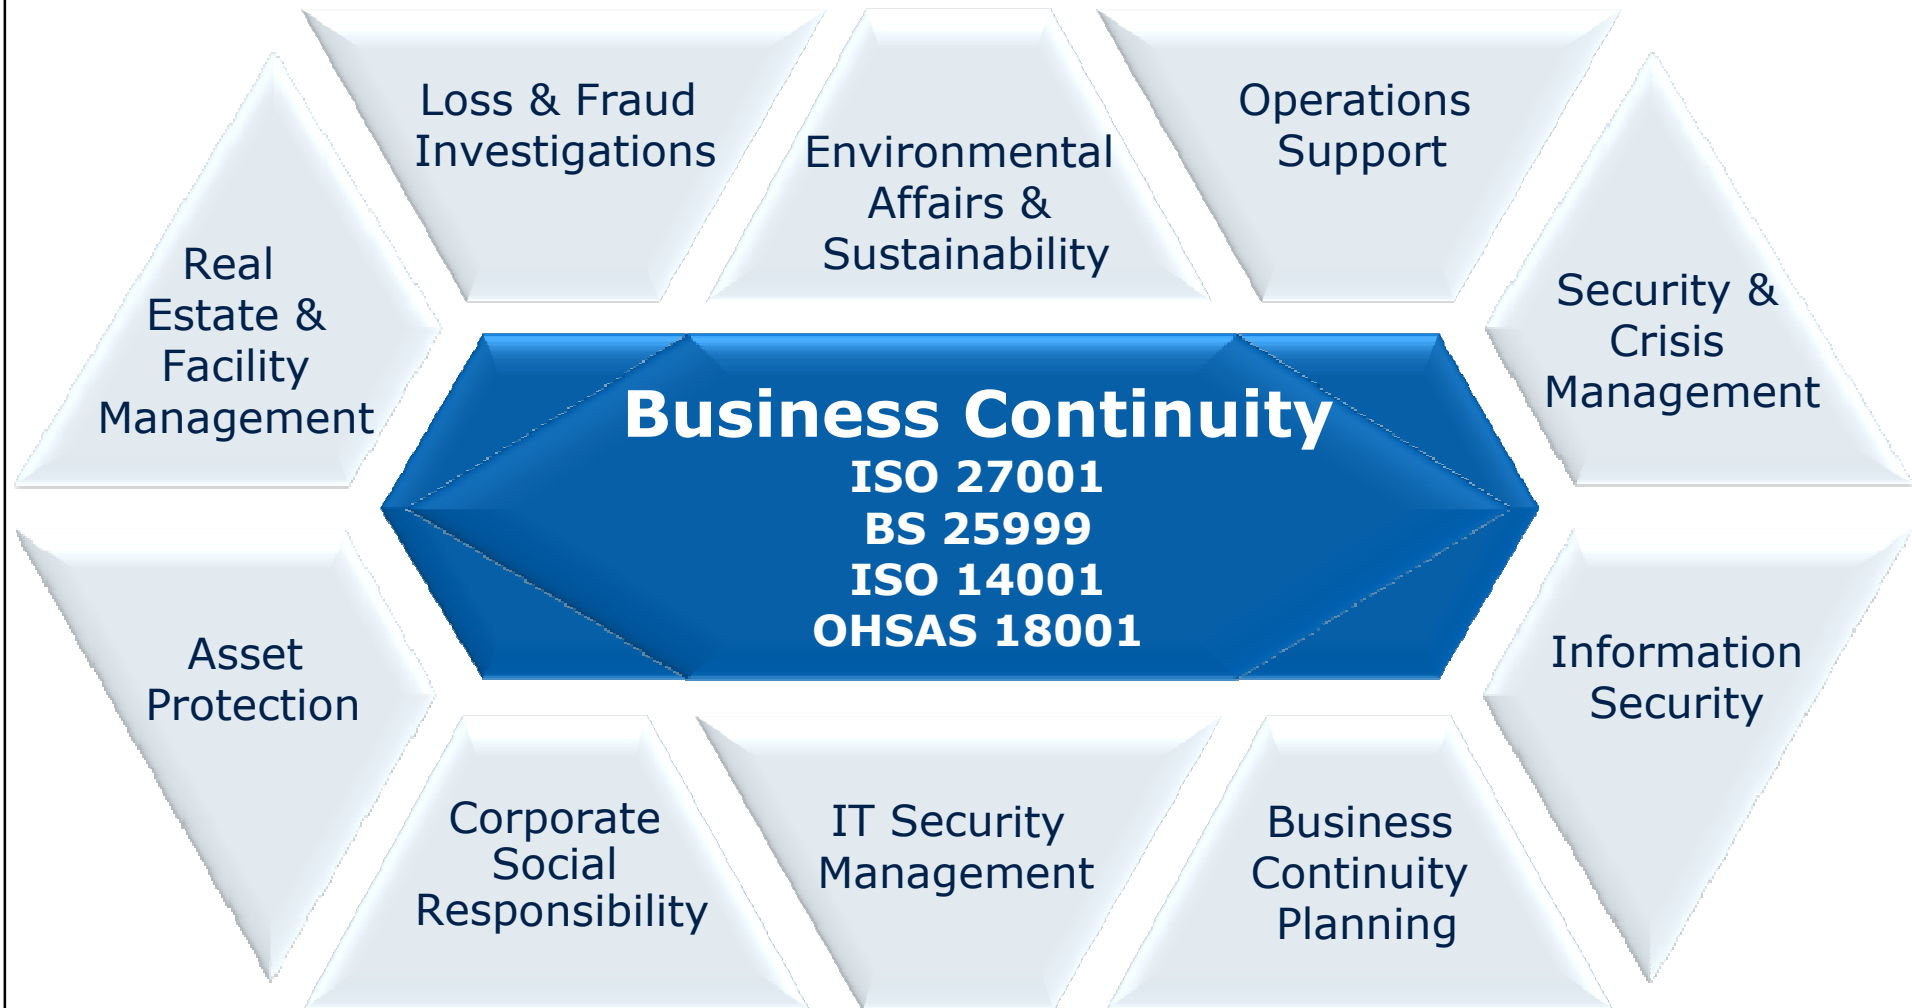 Loss & Fraud
Investigations
Environmental
Affairs &
Sustainability
Operations
Support
Real
Estate &
Facility
Management
Security &
Crisis
Management
Business Continuity
ISO 27001
BS 25999
ISO 14001
OHSAS 18001
Asset
Protection
Information
Security
Corporate
Social
Responsibility
IT Security
Management
Business
Continuity
Planning